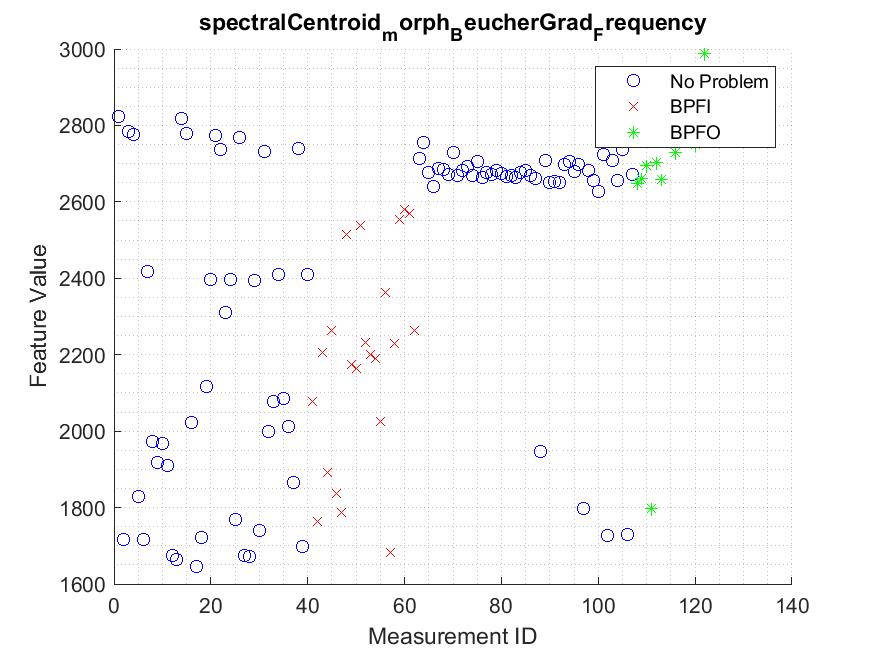 spectralCentroid_morph_BeucherGrad_Frequency
3000
2800
2600
2400
2200
2000
1800
1600
Feature Value
No Problem
BPFI
BPFO
0 20 40 60 80 100 120 140
Measurement ID